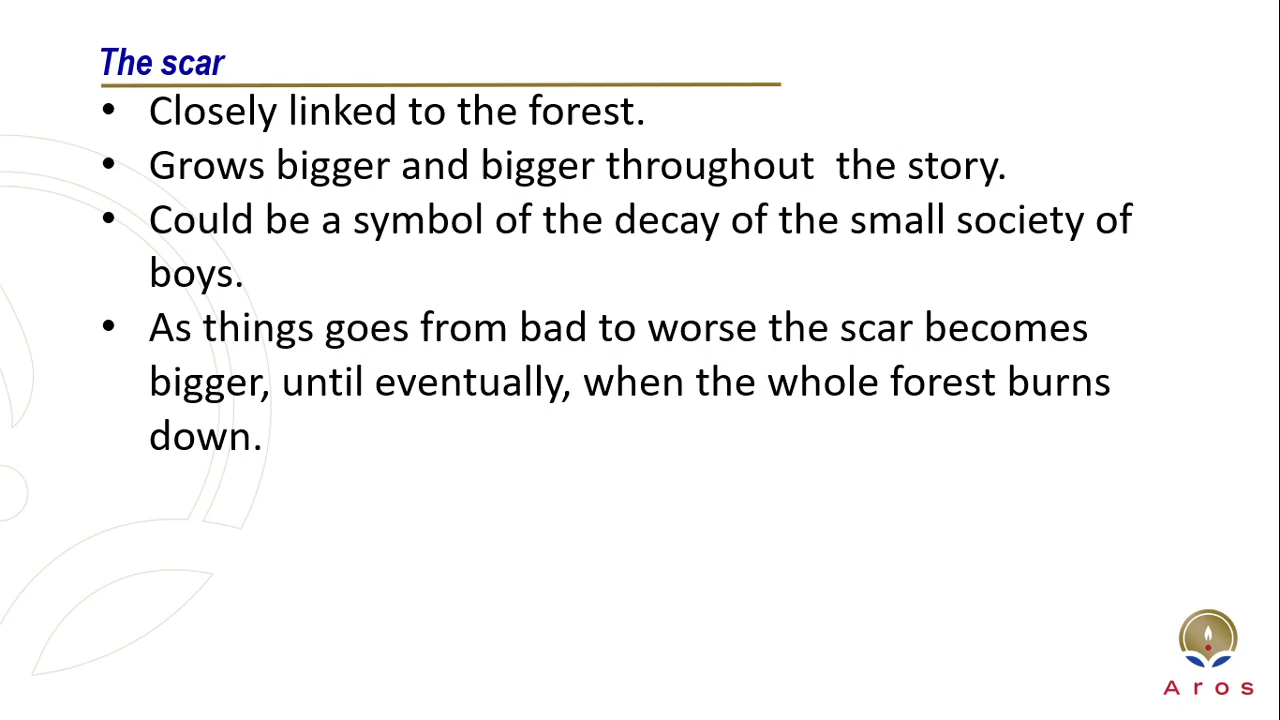 The scar
• Closely linked to the forest.
• Grows bigger and bigger throughout  the story.
• Could be a symbol of the decay of the small society of
boys.
• As things goes from bad to worse the scar becomes
bigger, until eventually, when the whole forest burns
down.
Aros